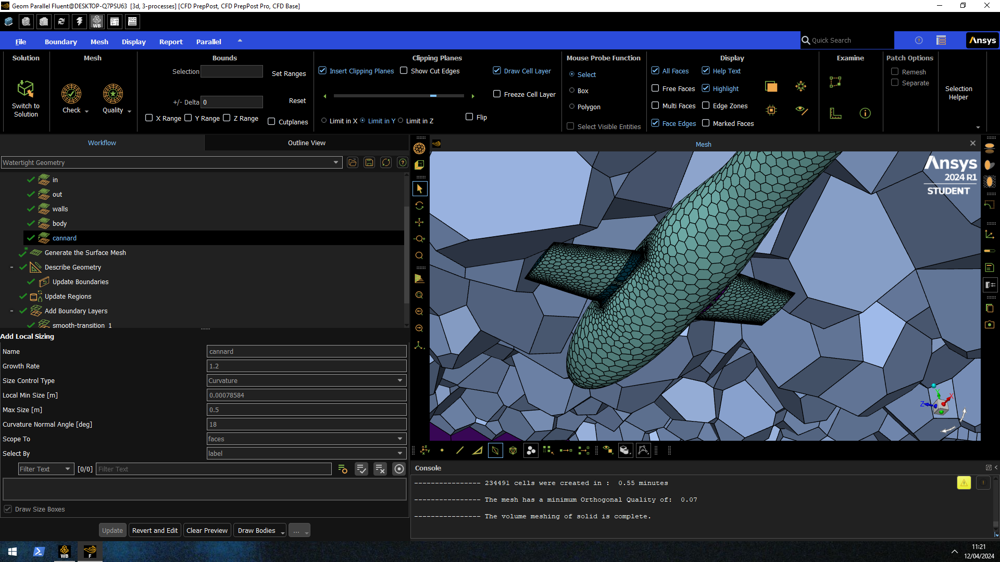 Geom Parallel Fluent@DESKTOP-Q7PSU63 [3d, 3-processes] [CFD PrepPost, CFD PrepPost Pro, CFD Base]
WB
File Boundary Mesh Display Report Parallel
Quick Search
Ansys
Solution
Switch to
Solution
Mesh
Check
Quality
Bounds
Selection
Set Ranges
+/- Delta 0
Reset
X Range Y Range Z Range Cutplanes
Clipping Planes
Insert Clipping Planes Show Cut Edges Draw Cell Layer
Freeze Cell Layer
Limit in X Limit in Y Limit in Z Flip
Mouse Probe Function
Select
Box
Polygon
Select Visible Entities
Display
All Faces Help Text
Free Faces Highlight
Multi Faces Edge Zones
Face Edges Marked Faces
Examine
Patch Options
Remesh
Separate
Selection
Helper
Workflow Outline View
Watertight Geometry
in
out
walls
body
cannard
Generate the Surface Mesh
Describe Geometry
Update Boundaries
Update Regions
Add Boundary Layers
smooth-transition_1
Add Local Sizing
Name cannard
Growth Rate 1.2
Size Control Type Curvature
Local Min Size [m] 0.00078584
Max Size [m] 0.5
Curvature Normal Angle [deg] 18
Scope To faces
Select By label
Filter Text [0/0] Filter Text
Draw Size Boxes
Update Revert and Edit Clear Preview Draw Bodies ...
Mesh
Ansys
2024 R1
STUDENT
Y
X
Z
Console
---------------- 234491 cells were created in : 0.55 minutes
---------------- The mesh has a minimum Orthogonal Quality of: 0.07
---------------- The volume meshing of solid is complete.
WB
F
11:21
12/04/2024